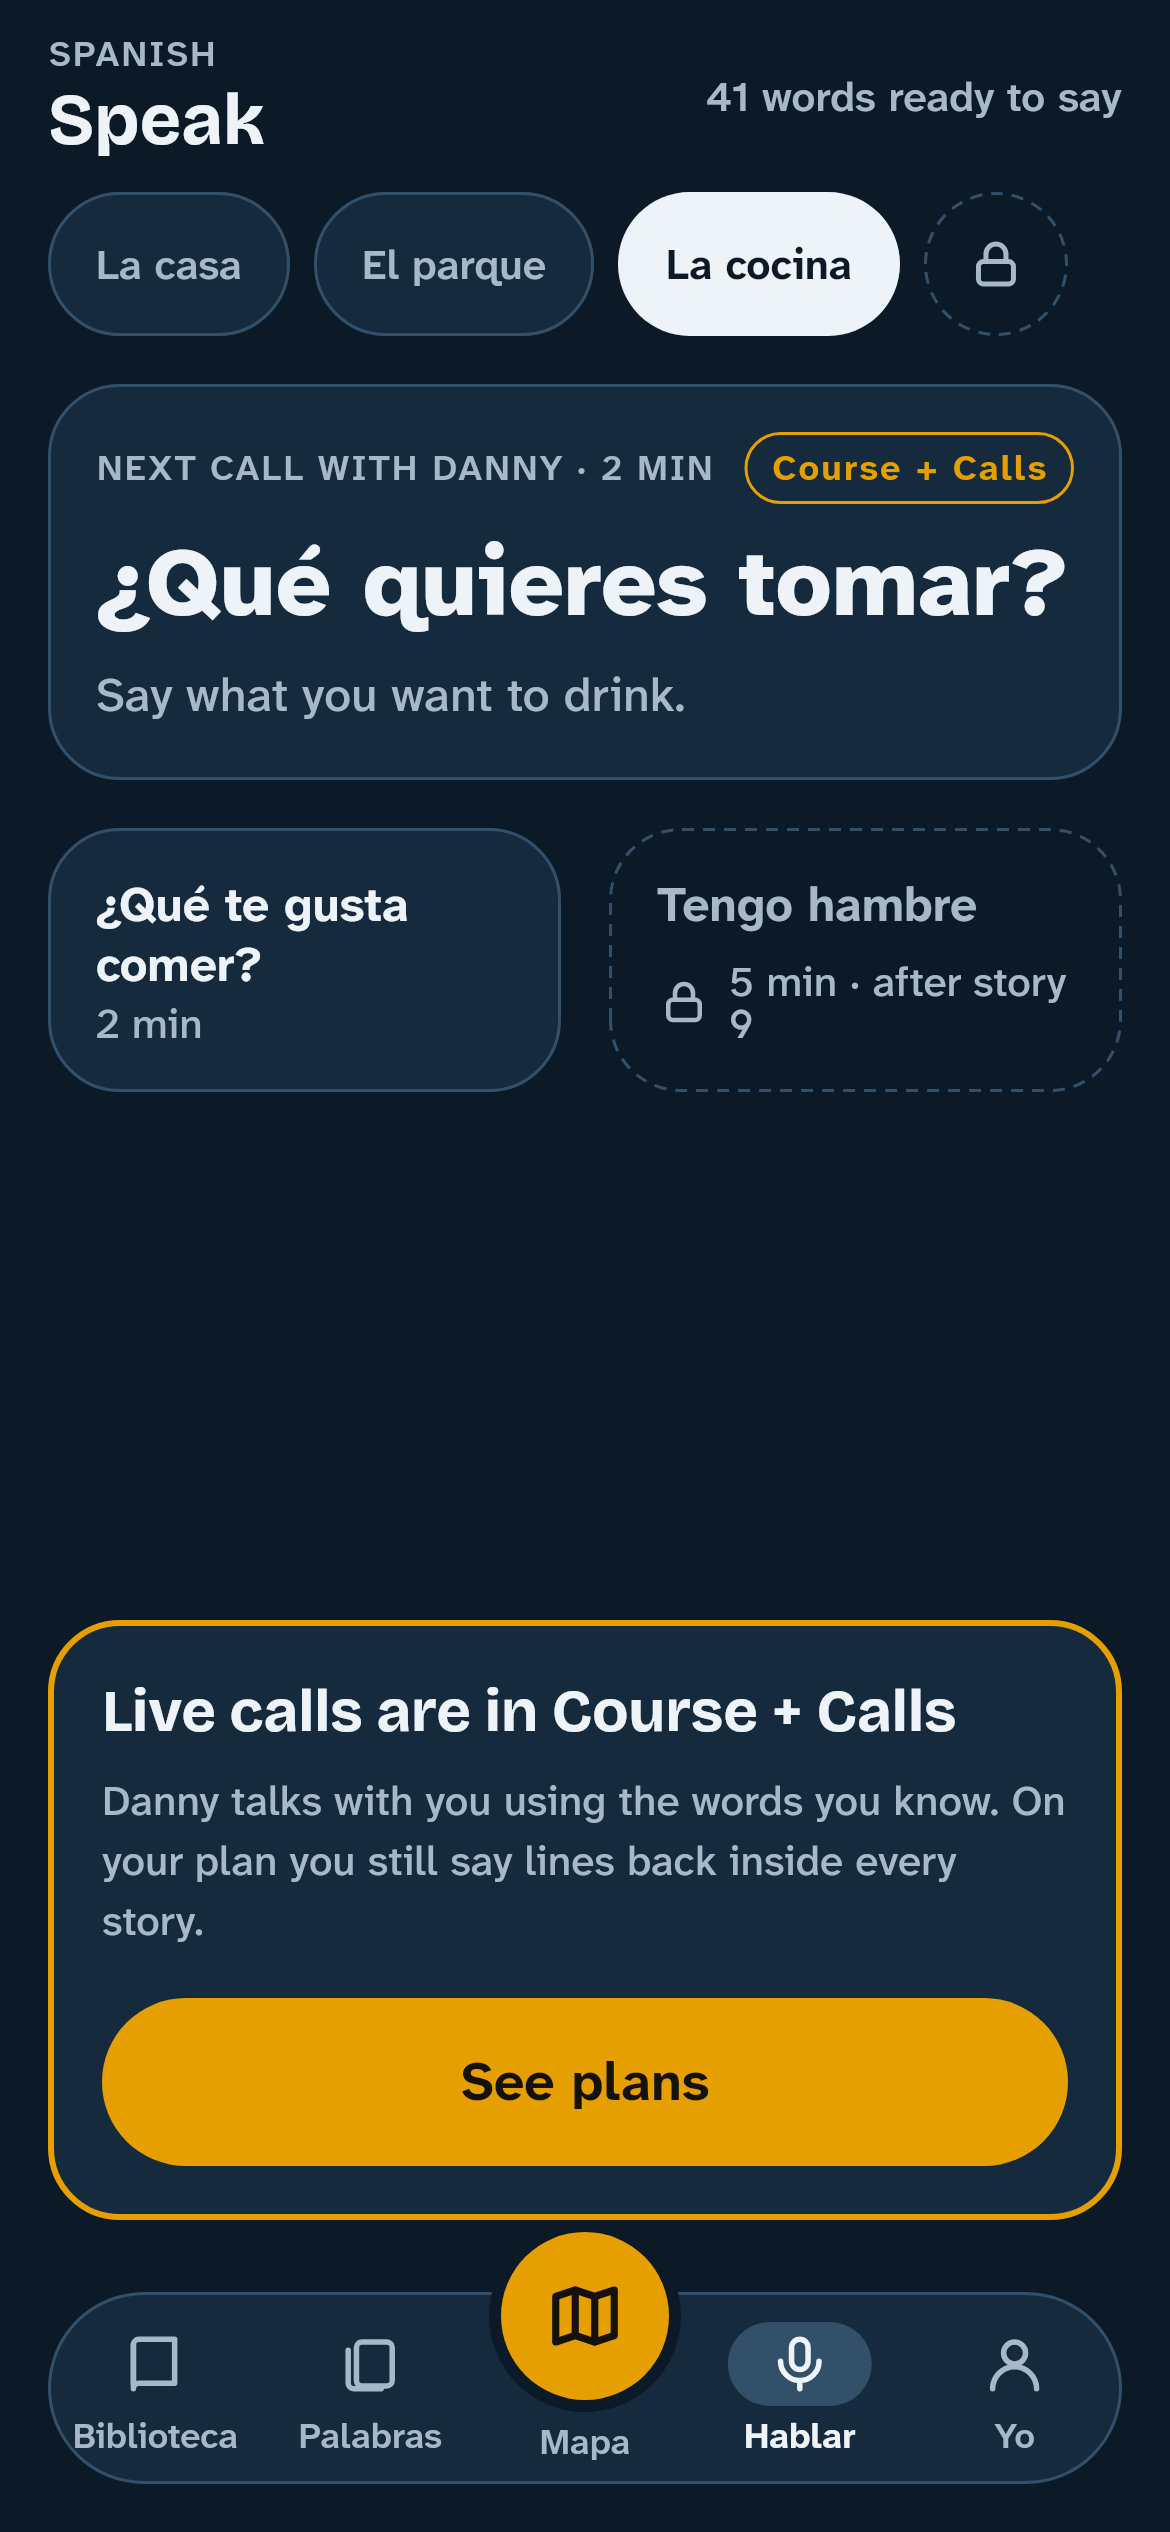 SPANISH
Speak
41 words ready to say
La casa
El parque
La cocina
NEXT CALL WITH DANNY · 2 MIN
Course + Calls
¿Qué quieres tomar?
Say what you want to drink.
¿Qué te gusta
comer?
2 min
Tengo hambre
5 min · after story
9
Live calls are in Course + Calls
Danny talks with you using the words you know. On
your plan you still say lines back inside every
story.
See plans
Biblioteca
Palabras
Mapa
Hablar
Yo